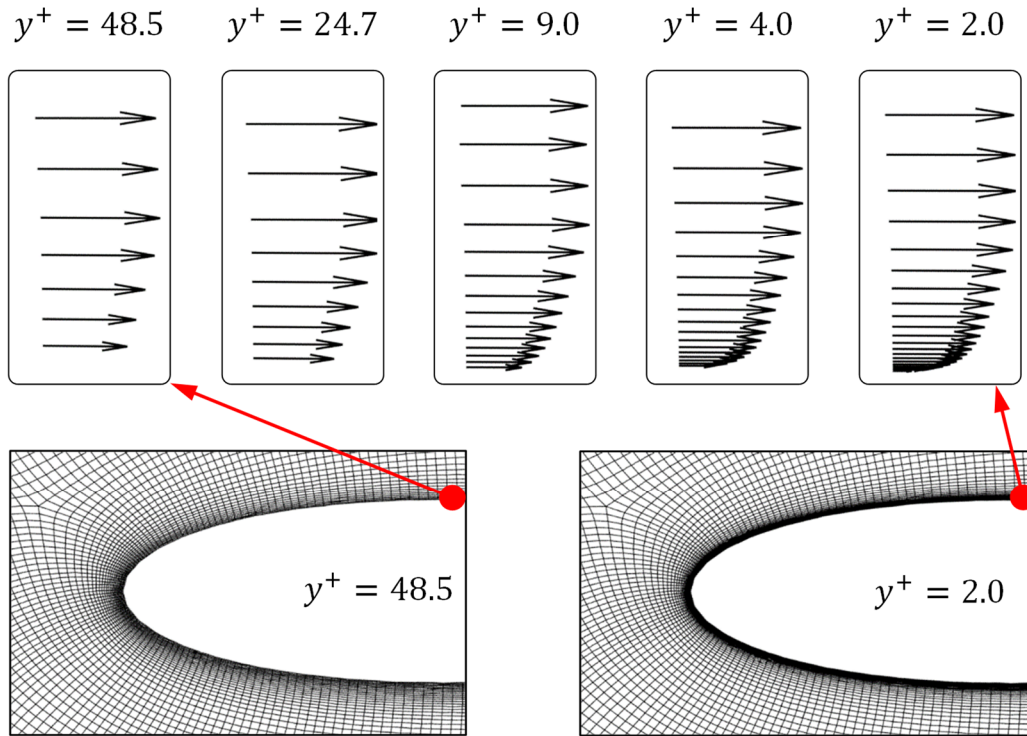 y⁺ = 48.5 y⁺ = 24.7 y⁺ = 9.0 y⁺ = 4.0 y⁺ = 2.0
y⁺ = 48.5 y⁺ = 2.0